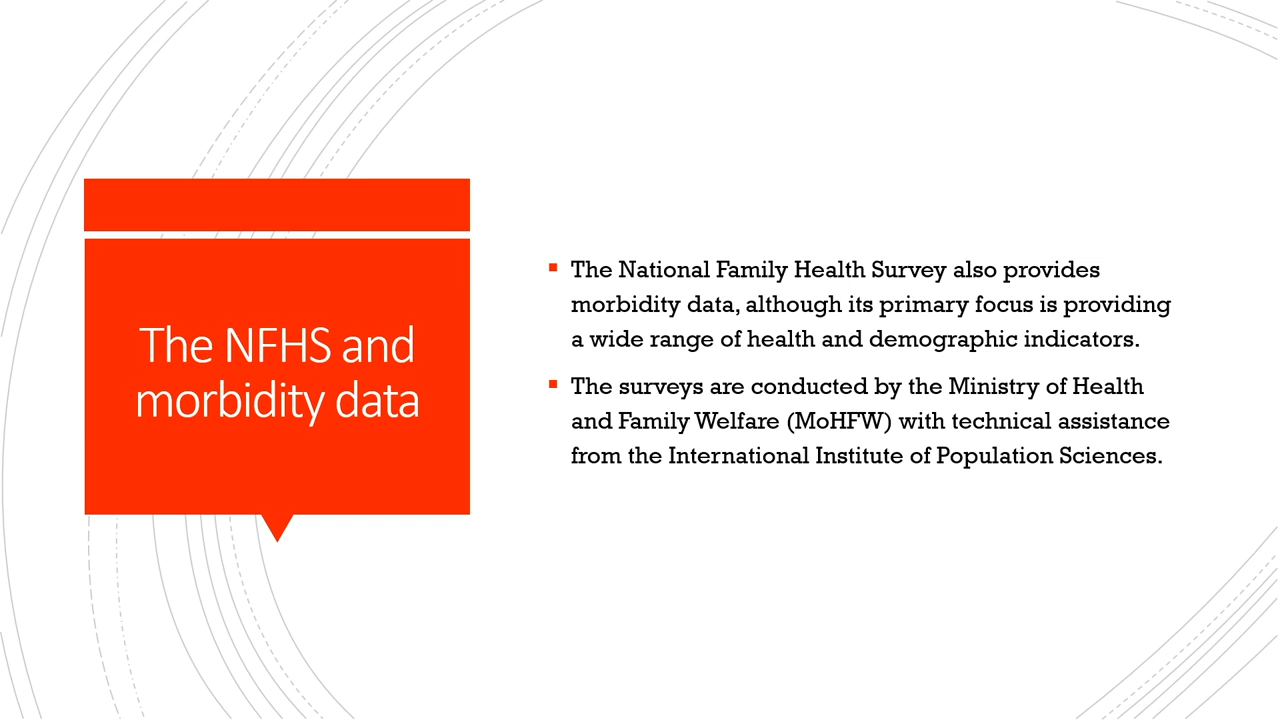 The NFHS and
morbidity data
The National Family Health Survey also provides
morbidity data, although its primary focus is providing
a wide range of health and demographic indicators.
The surveys are conducted by the Ministry of Health
and Family Welfare (MoHFW) with technical assistance
from the International Institute of Population Sciences.